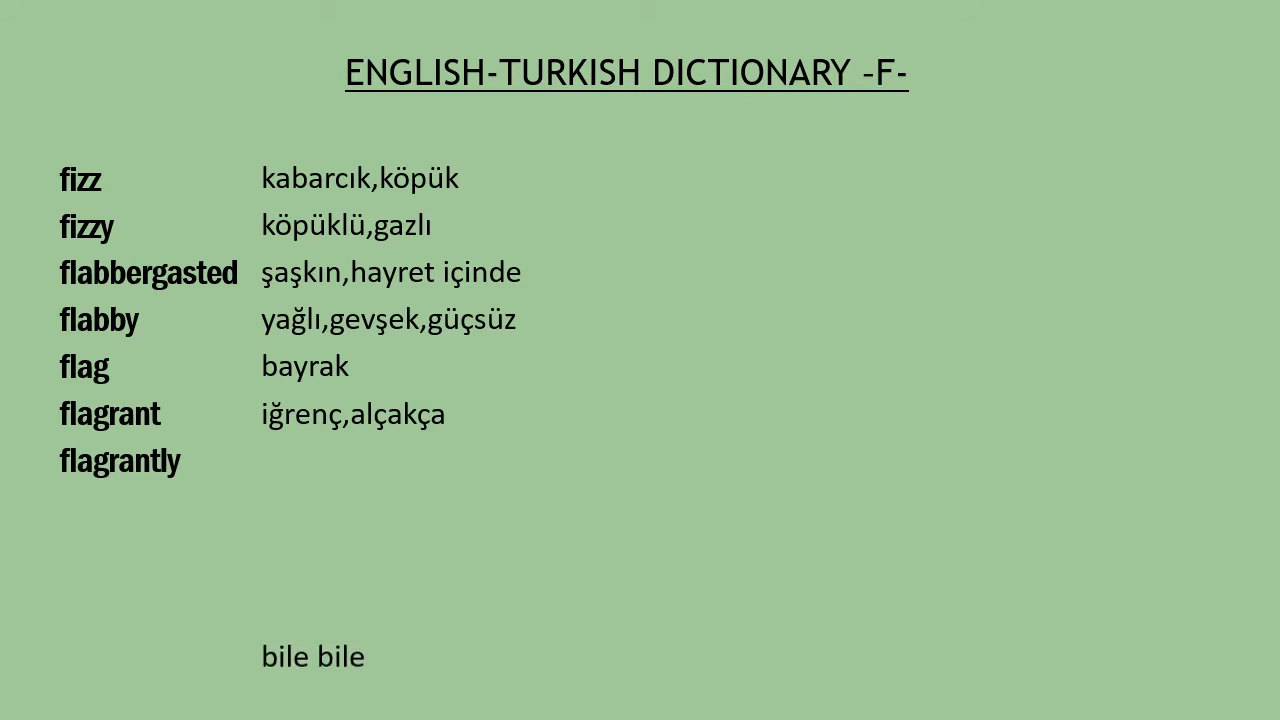 ENGLISH-TURKISH DICTIONARY –F-
fizz kabarcık,köpük
fizzy köpüklü,gazlı
flabbergasted şaşkın,hayret içinde
flabby yağlı,gevşek,güçsüz
flag bayrak
flagrant iğrenç,alçakça
flagrantly
bile bile